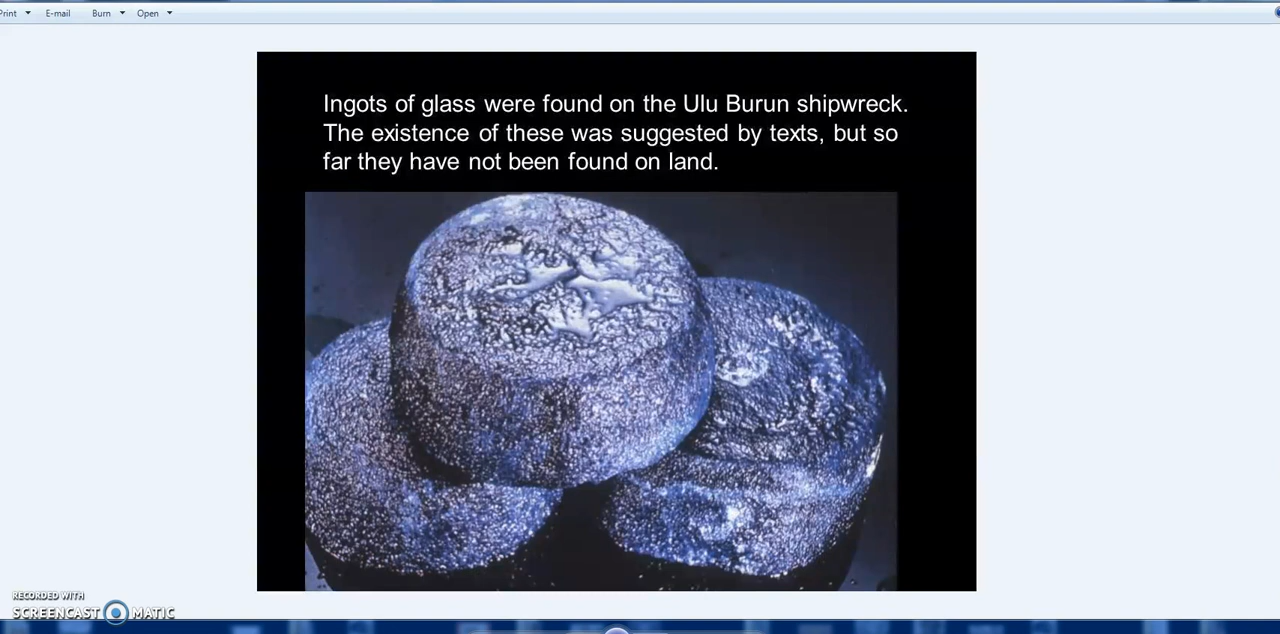 Print E-mail Burn Open
Ingots of glass were found on the Ulu Burun shipwreck.
The existence of these was suggested by texts, but so
far they have not been found on land.
RECORDED WITH
SCREENCAST MATIC